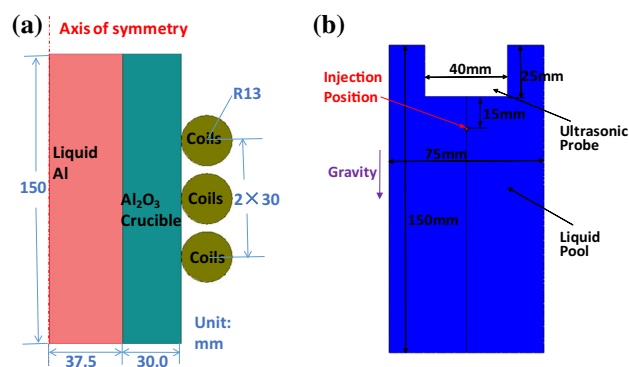 (a)
Axis of symmetry
R13
Coils
Liquid
Al
150
Al₂O₃
Crucible
Coils
2×30
Coils
Unit:
mm
37.5
30.0
(b)
40mm
25mm
Injection
Position
15mm
Ultrasonic
Probe
75mm
Gravity
150mm
Liquid
Pool